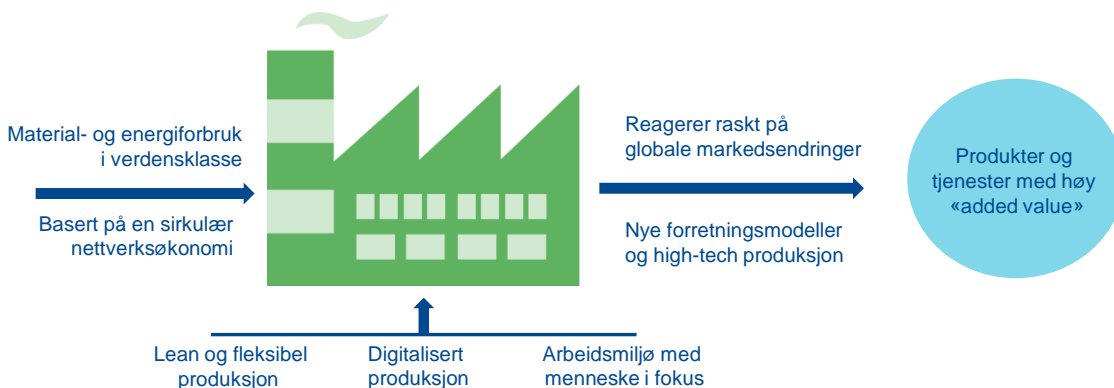 Material- og energiforbruk
i verdensklasse
Basert på en sirkulær
nettverksøkonomi
Reagerer raskt på
globale markedsendringer
Nye forretningsmodeller
og high-tech produksjon
Produkter og
tjenester med høy
«added value»
Lean og fleksibel
produksjon
Digitalisert
produksjon
Arbeidsmiljø med
menneske i fokus